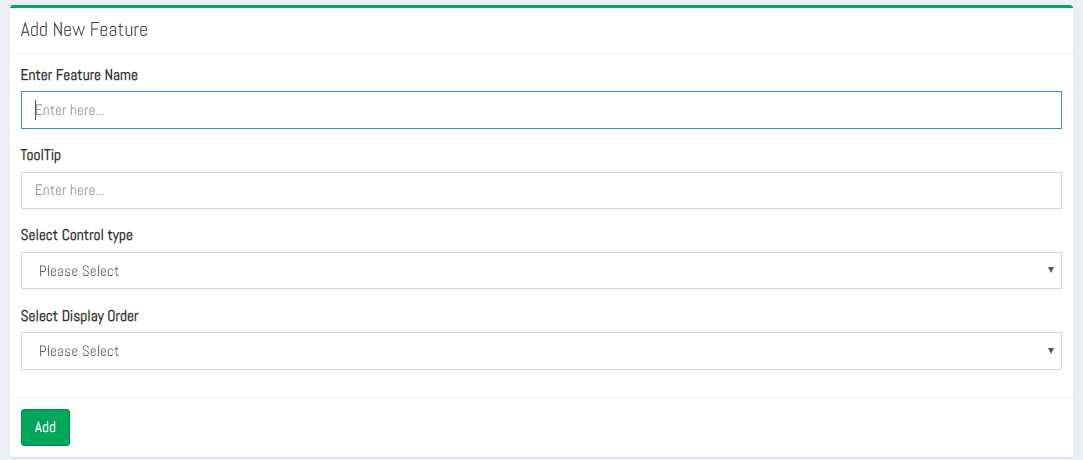 Add New Feature
Enter Feature Name
Enter here...
ToolTip
Enter here...
Select Control type
Please Select
Select Display Order
Please Select
Add